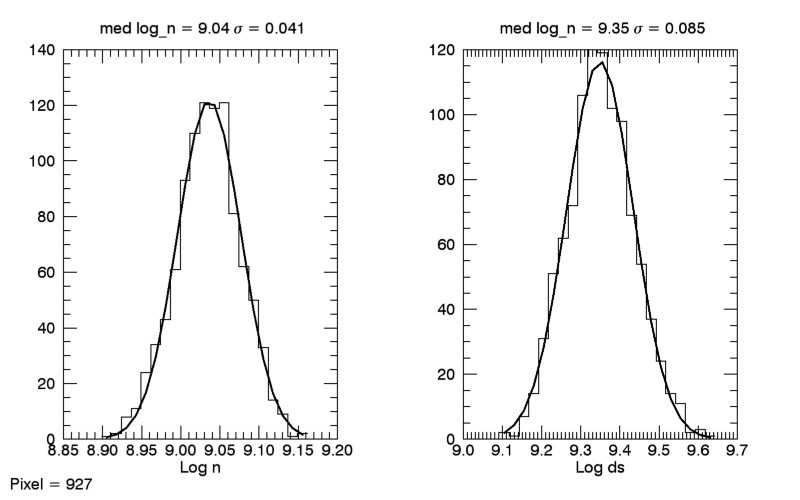 med log_n = 9.04 σ = 0.041
140
120
100
80
60
40
20
0
8.85 8.90 8.95 9.00 9.05 9.10 9.15 9.20
Log n
med log_n = 9.35 σ = 0.085
120
100
80
60
40
20
0
9.0 9.1 9.2 9.3 9.4 9.5 9.6 9.7
Log ds
Pixel = 927